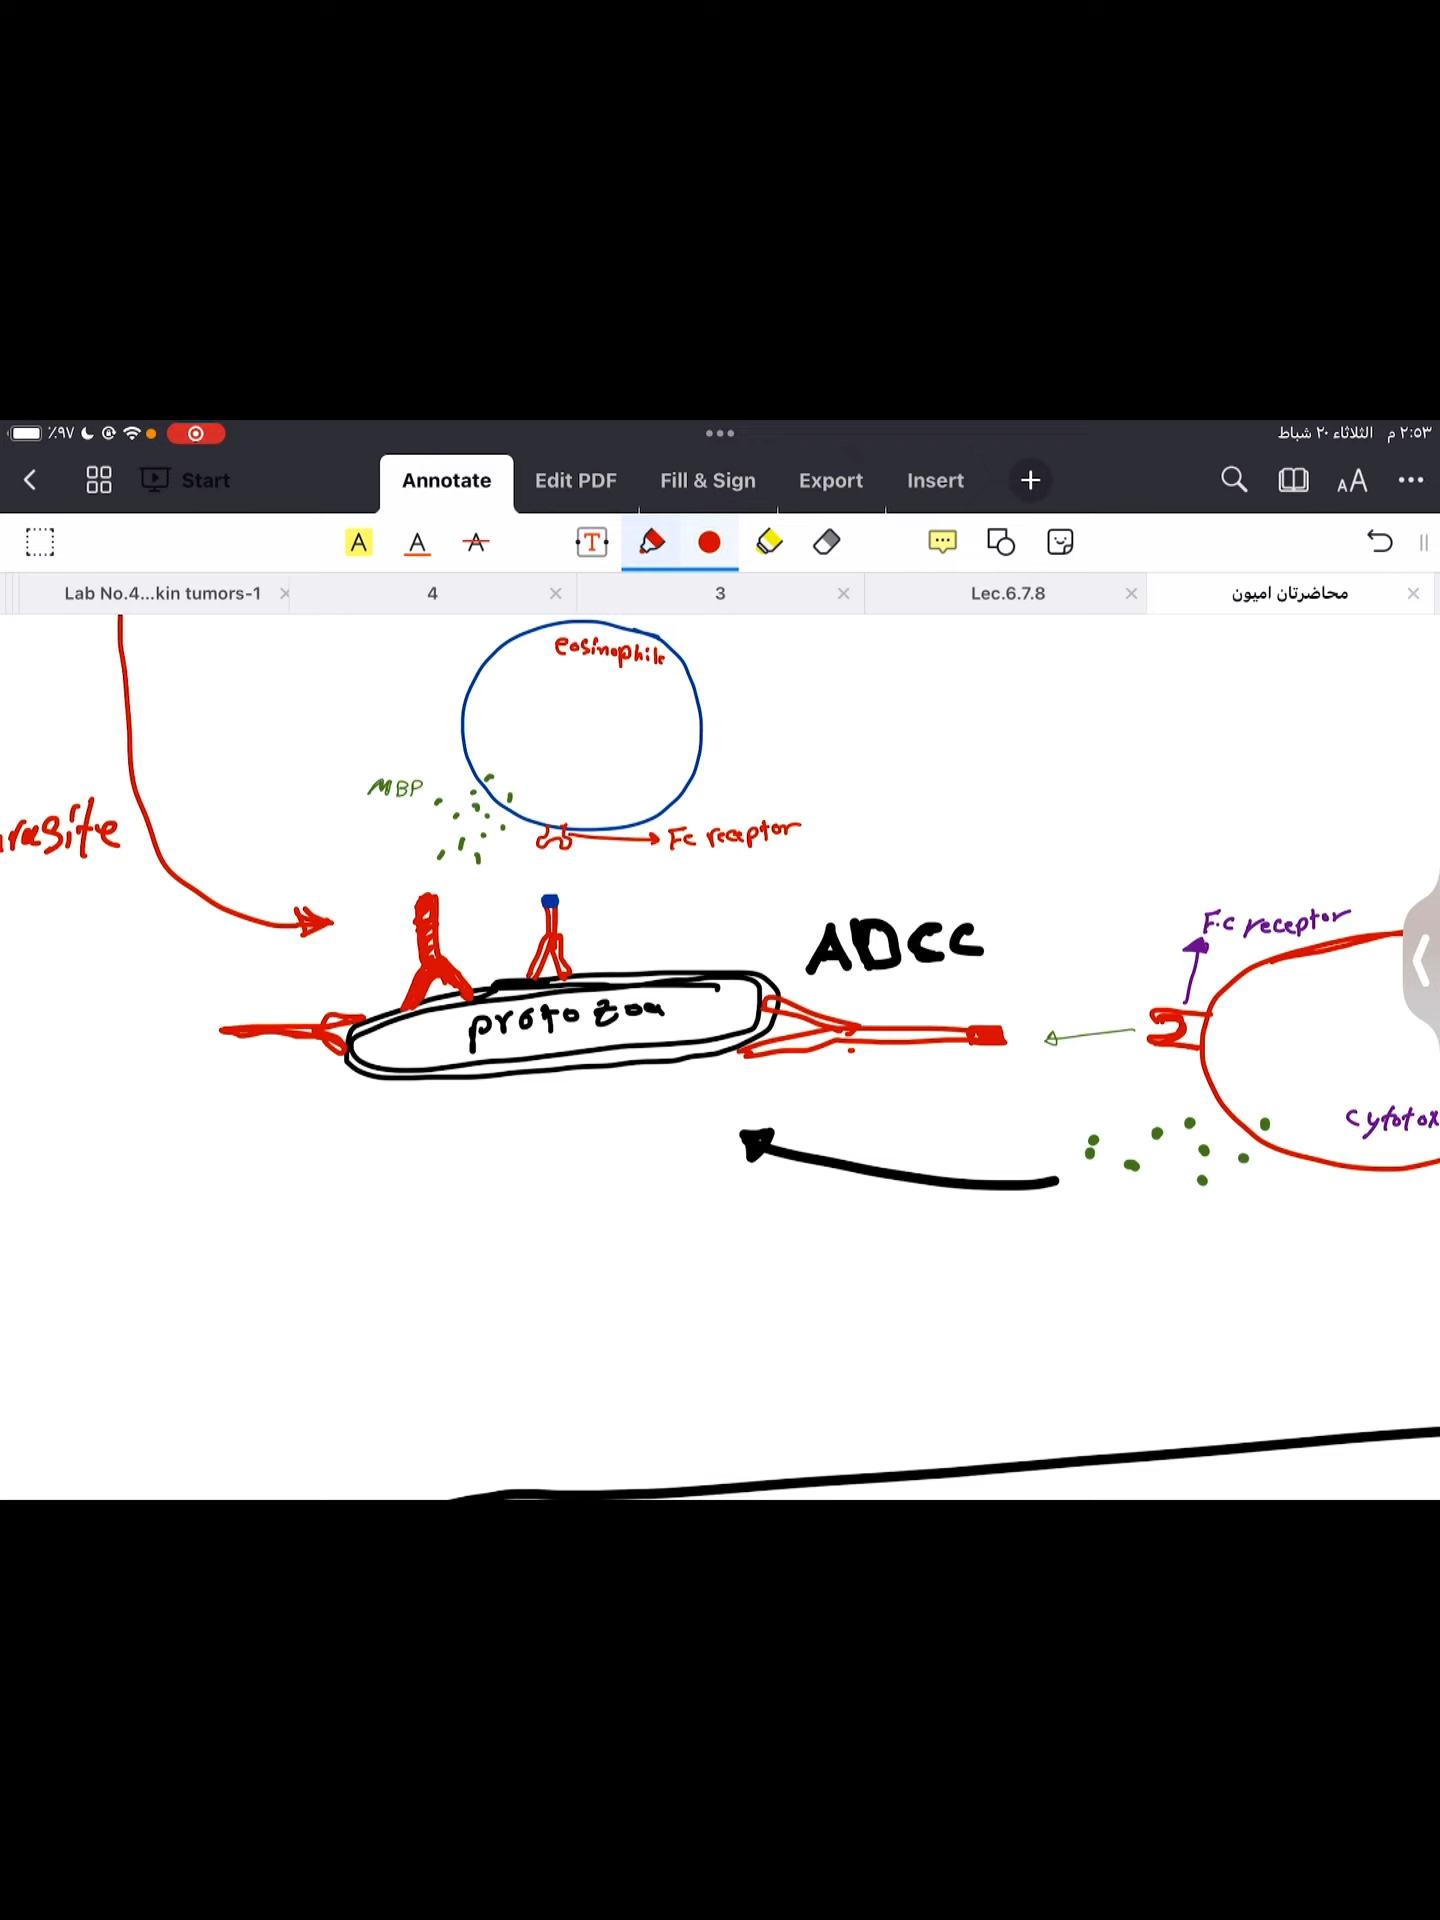 ٪٩٧
الثلاثاء ٢٠ شباط ٢:٥٣ م
Start Annotate Edit PDF Fill & Sign Export Insert
A A A T AA
Lab No.4...kin tumors-1 4 3 Lec.6.7.8 محاضرتان اميون
eosinophile
MBP
rasite
Fc receptor
F.c receptor
ADCC
protozoa
cytotox